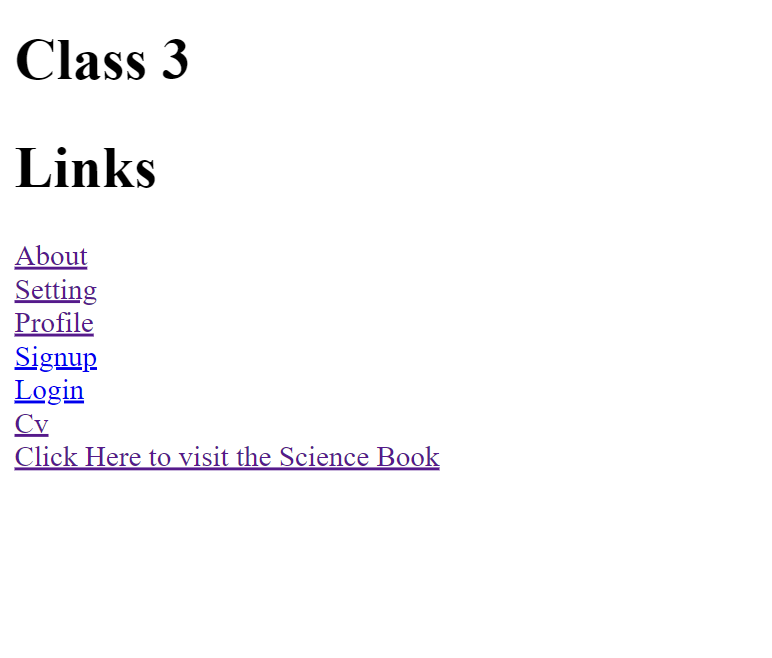 Class 3
Links
About
Setting
Profile
Signup
Login
Cv
Click Here to visit the Science Book